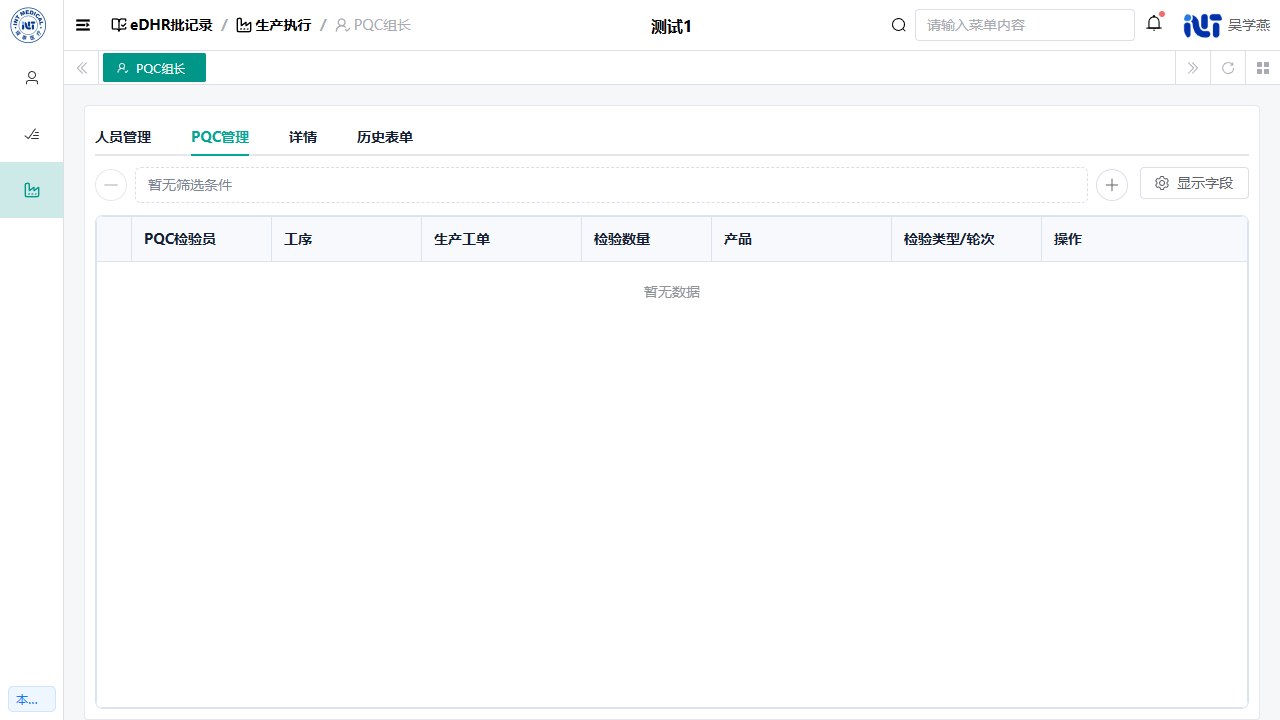 eDHR批记录 / 生产执行 / PQC组长
测试1
请输入菜单内容
吴学燕
PQC组长
人员管理
PQC管理
详情
历史表单
暂无筛选条件
显示字段
PQC检验员
工序
生产工单
检验数量
产品
检验类型/轮次
操作
暂无数据
本...